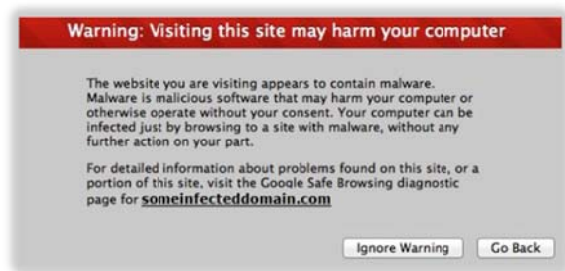 Warning: Visiting this site may harm your computer
The website you are visiting appears to contain malware.
Malware is malicious software that may harm your computer or
otherwise operate without your consent. Your computer can be
infected just by browsing to a site with malware, without any
further action on your part.
For detailed information about problems found on this site, or a
portion of this site, visit the Google Safe Browsing diagnostic
page for someinfecteddomain.com
Ignore Warning Go Back